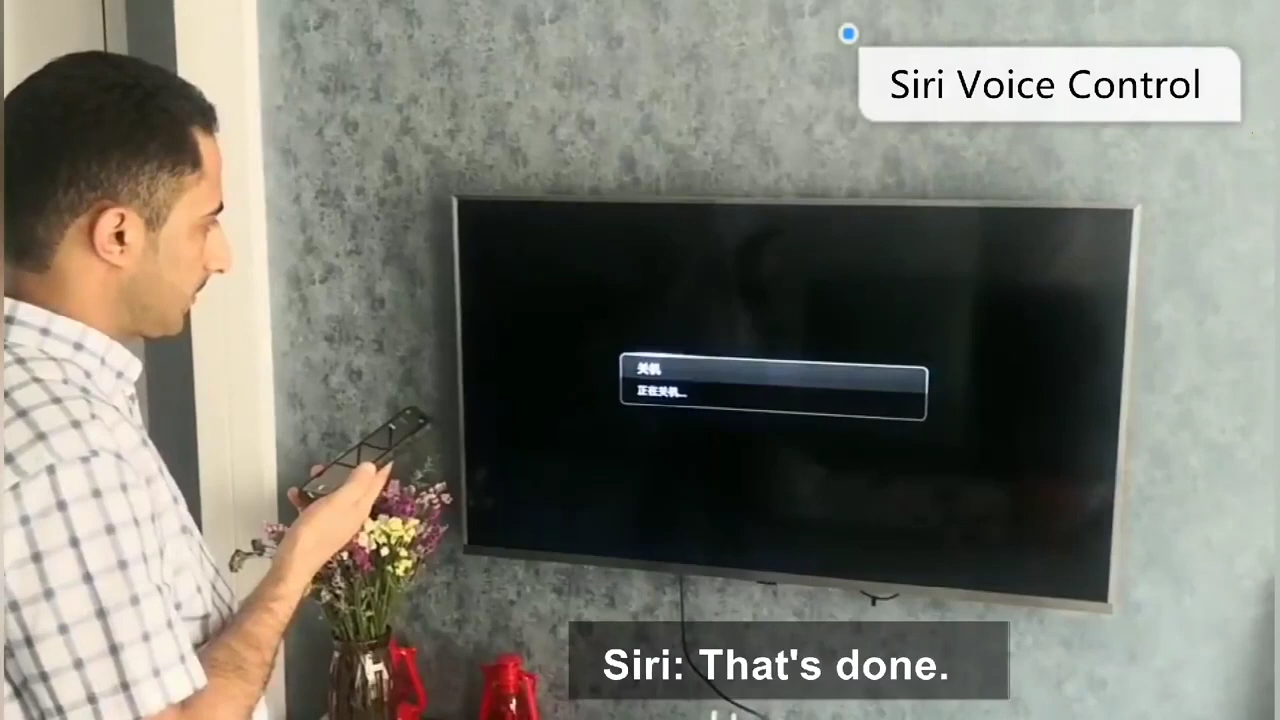 Siri Voice Control
关机
正在关机...
Siri: That's done.